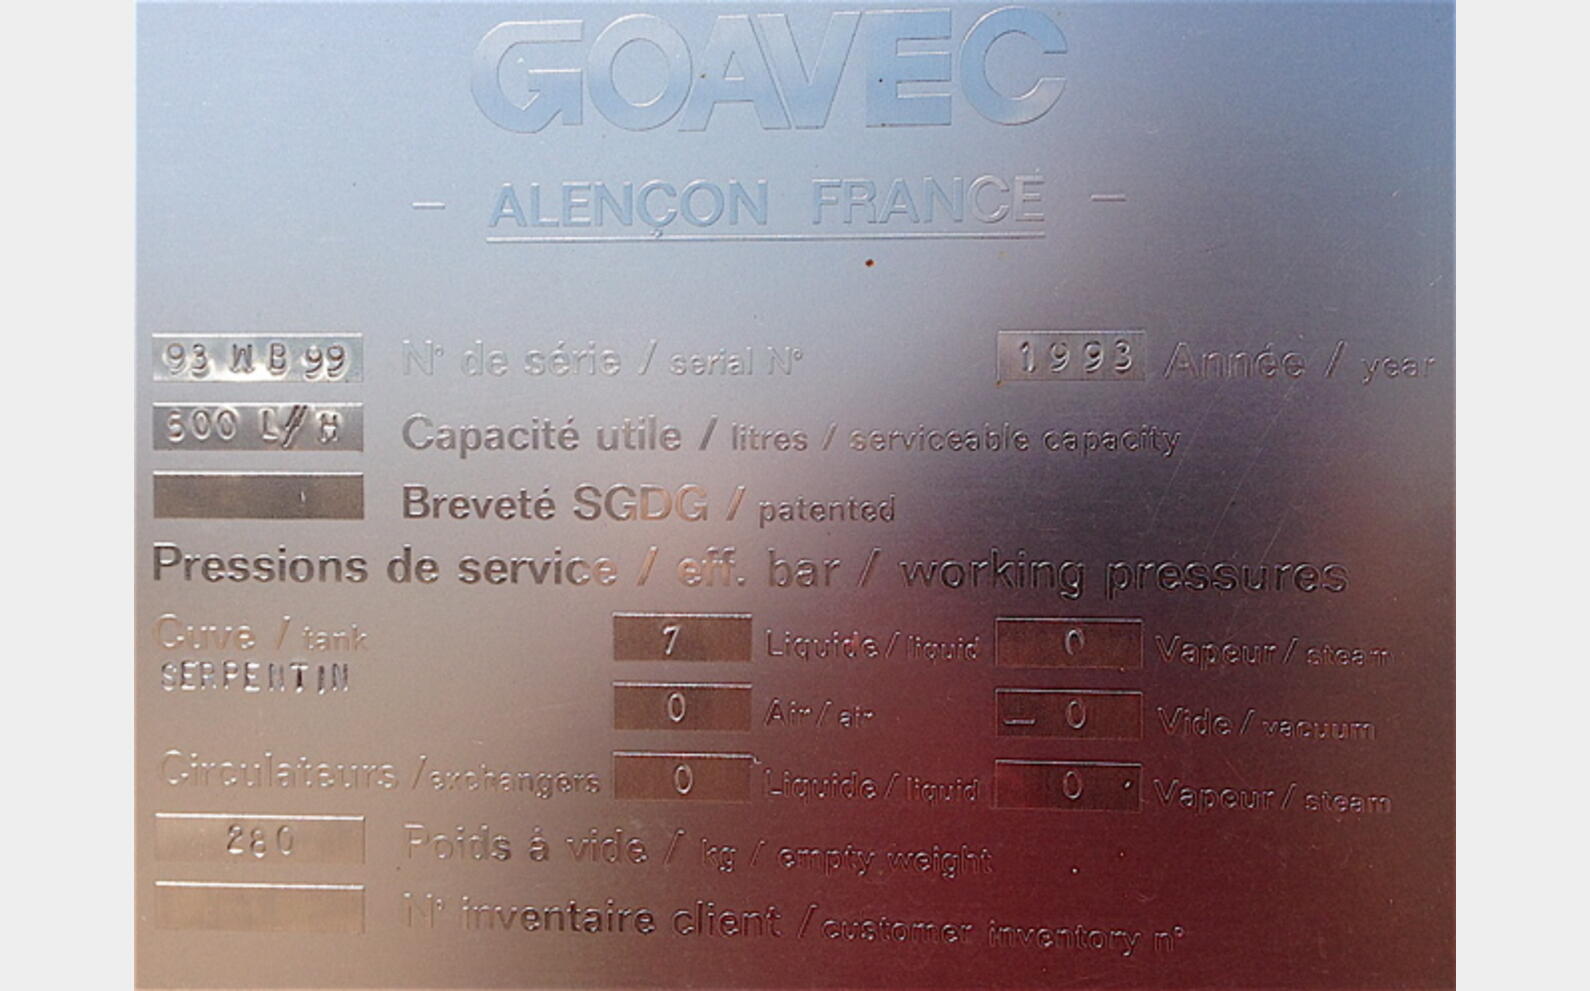 GOAVEC
- ALENÇON FRANCE -
93 WB 99 N° de série / serial N° 1993 Année / year
500 L/H Capacité utile / litres / serviceable capacity
Breveté SGDG / patented
Pressions de service / eff. bar / working pressures
Cuve / tank 7 Liquide / liquid 0 Vapeur / steam
SERPENTIN
0 Air / air - 0 Vide / vacuum
Circulateurs / exchangers 0 Liquide / liquid 0 Vapeur / steam
280 Poids à vide / kg / empty weight
N° inventaire client / customer inventory n°